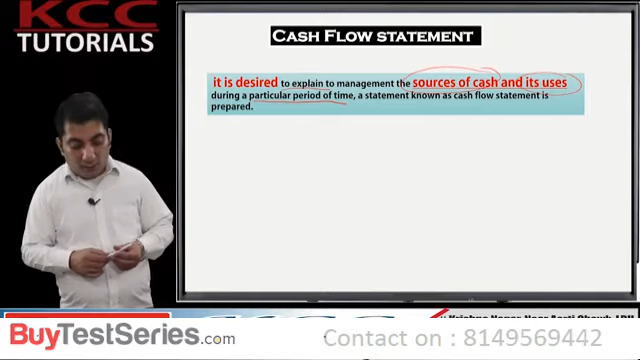 KCC
TUTORIALS
CASH FLOW STATEMENT
it is desired to explain to management the sources of cash and its uses
during a particular period of time, a statement known as cash flow statement is
prepared.
BuyTestSeries.com
Contact on : 8149569442